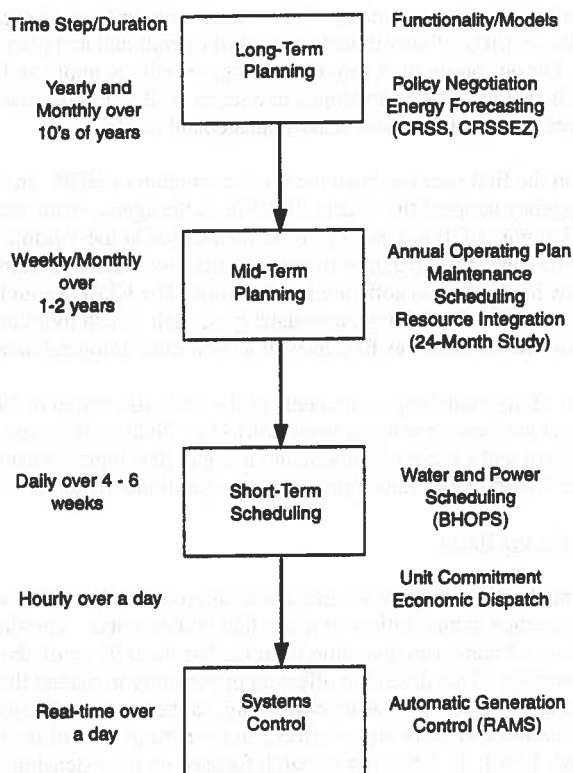 Time Step/Duration
Functionality/Models
Long-Term
Planning
Yearly and
Monthly over
10's of years
Policy Negotiation
Energy Forecasting
(CRSS, CRSSEZ)
Weekly/Monthly
over
1-2 years
Mid-Term
Planning
Annual Operating Plan
Maintenance
Scheduling
Resource Integration
(24-Month Study)
Daily over 4 - 6
weeks
Short-Term
Scheduling
Water and Power
Scheduling
(BHOPS)
Hourly over a day
Unit Commitment
Economic Dispatch
Real-time over
a day
Systems
Control
Automatic Generation
Control (RAMS)